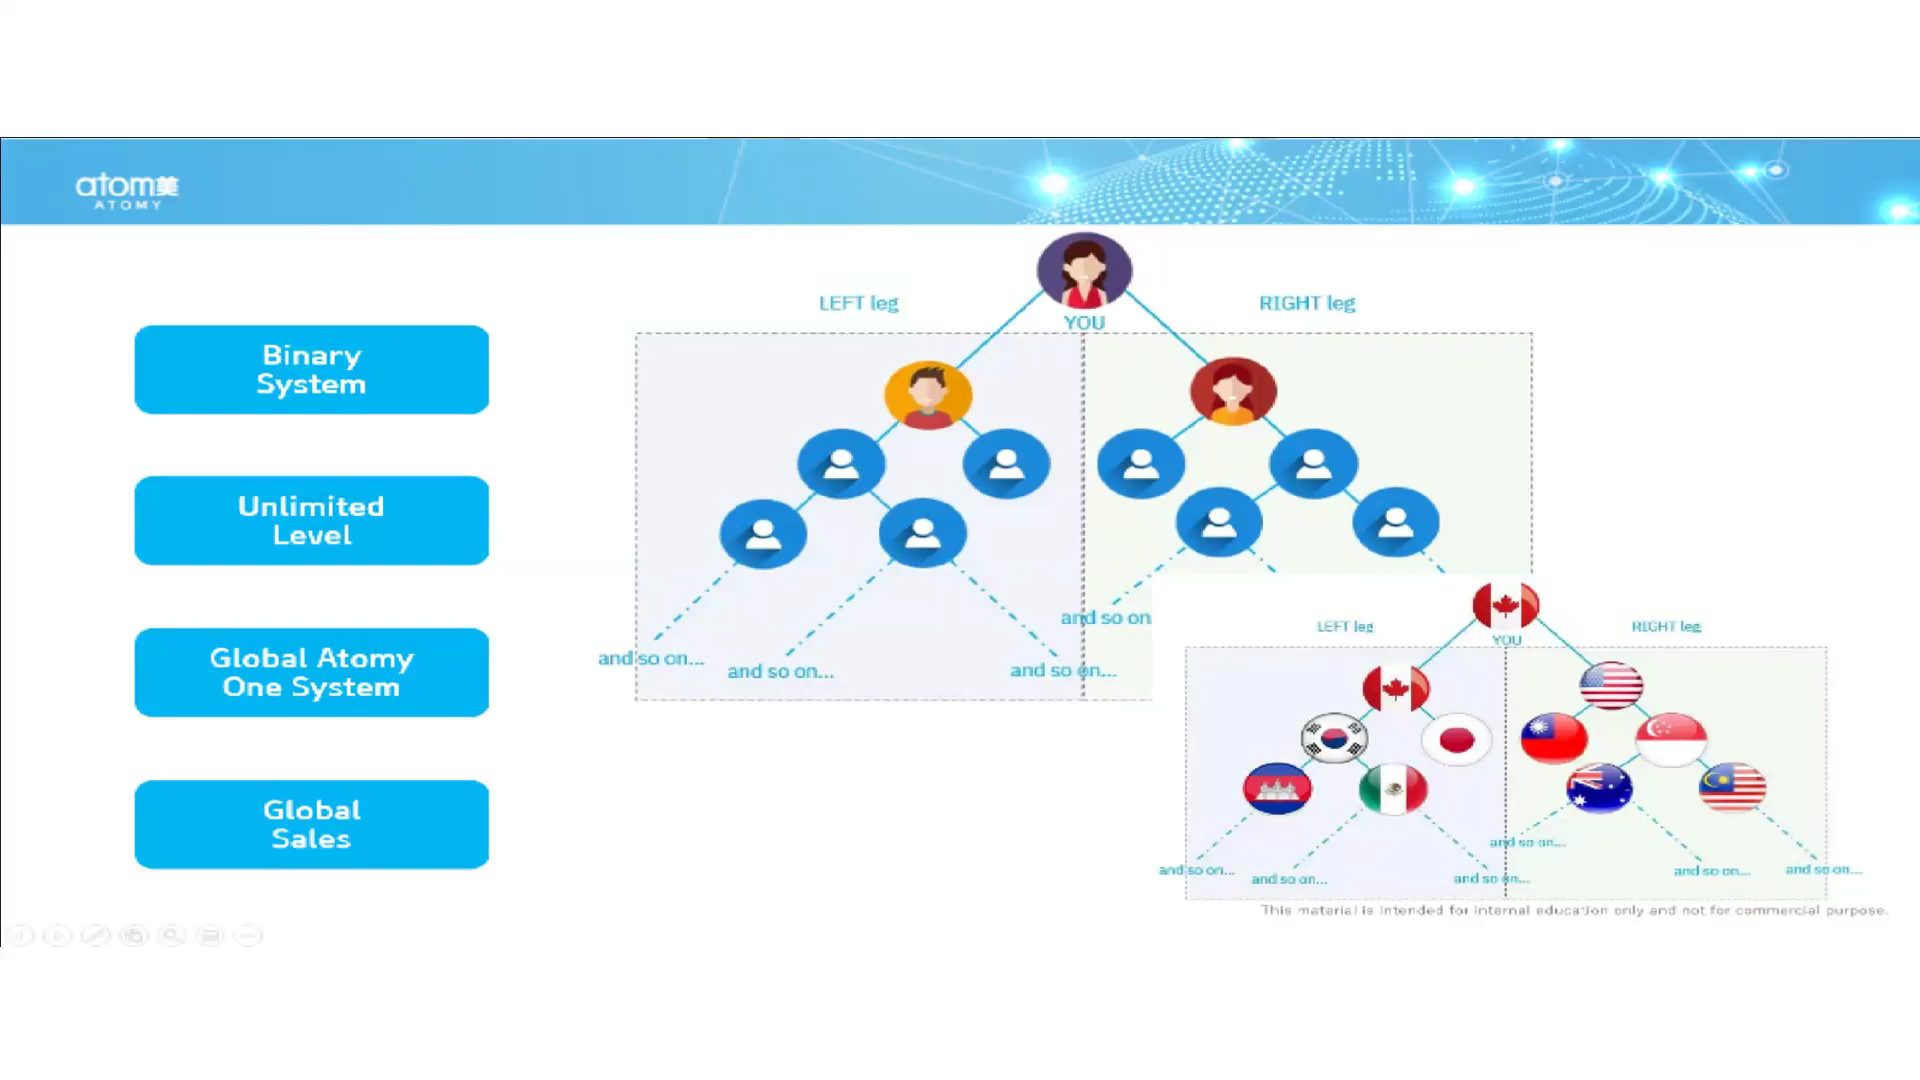 atom美
ATOMY
Binary
System
Unlimited
Level
Global Atomy
One System
Global
Sales
LEFT leg
RIGHT leg
YOU
and so on
and so on...
and so on...
and so on...
LEFT leg
RIGHT leg
YOU
and so on...
and so on...
and so on...
and so on...
and so on...
and so on...
This material is intended for internal education only and not for commercial purpose.